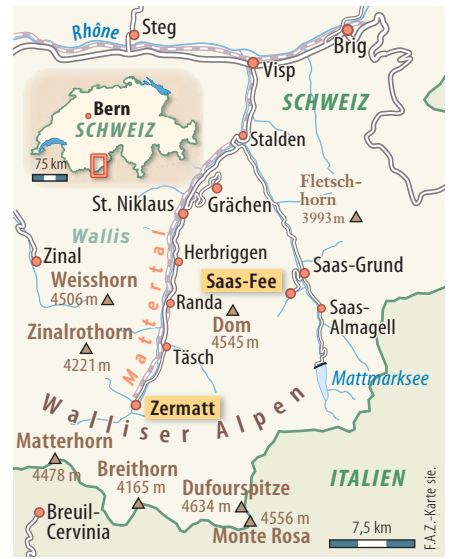 Rhône
Steg
Brig
Visp
Bern
SCHWEIZ
75 km
SCHWEIZ
Stalden
Fletsch-
horn
3993 m
St. Niklaus
Grächen
Wallis
Zinal
Herbriggen
Saas-Grund
Weisshorn
4506 m
Saas-Fee
Mattertal
Randa
Saas-
Almagell
Zinalrothorn
4221 m
Dom
4545 m
Täsch
Mattmarksee
Zermatt
Walliser Alpen
Matterhorn
4478 m
Breithorn
4165 m
Dufourspitze
4634 m
ITALIEN
4556 m
Monte Rosa
Breuil-
Cervinia
7,5 km
F.A.Z.-Karte sie.